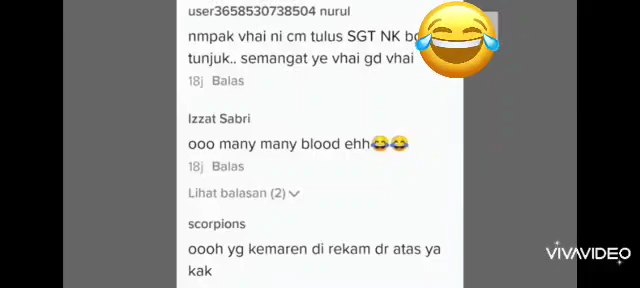 user3658530738504 nurul
nmpak vhai ni cm tulus SGT NK
tunjuk.. semangat ye vhai gd vhai
18j Balas
Izzat Sabri
ooo many many blood ehh😂😂
18j Balas
Lihat balasan (2)
scorpions
oooh yg kemaren di rekam dr atas ya
kak
VIVAVIDEO